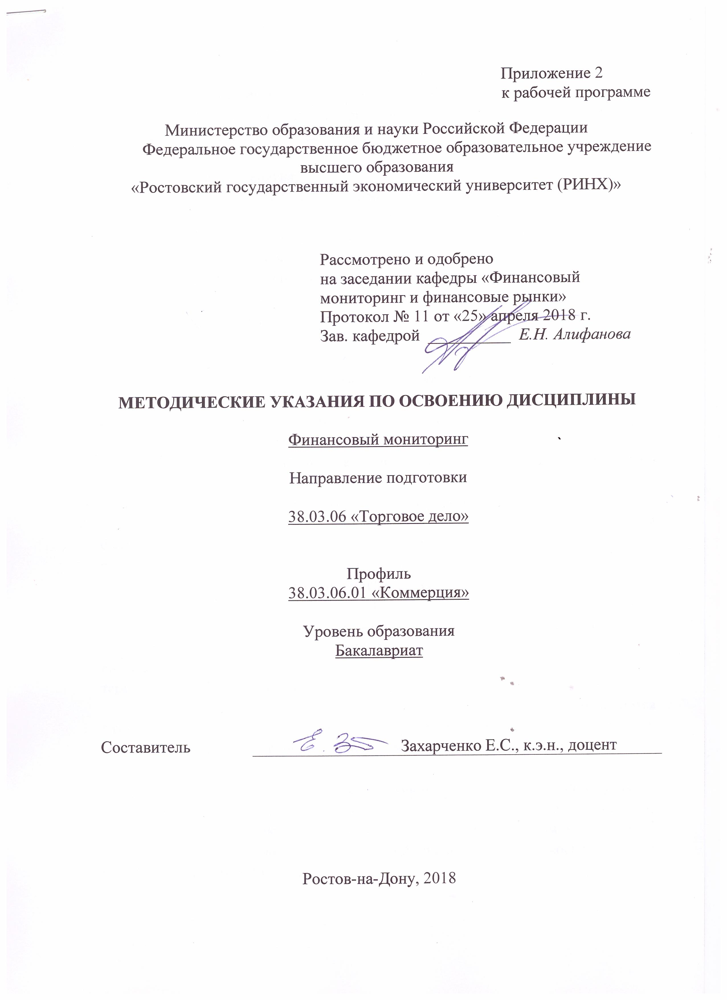 Приложение 2
к рабочей программе
Министерство образования и науки Российской Федерации
Федеральное государственное бюджетное образовательное учреждение
высшего образования
«Ростовский государственный экономический университет (РИНХ)»
Рассмотрено и одобрено
на заседании кафедры «Финансовый
мониторинг и финансовые рынки»
Протокол № 11 от «25» апреля 2018 г.
Зав. кафедрой __________ Е.Н. Алифанова
МЕТОДИЧЕСКИЕ УКАЗАНИЯ ПО ОСВОЕНИЮ ДИСЦИПЛИНЫ
Финансовый мониторинг
Направление подготовки
38.03.06 «Торговое дело»
Профиль
38.03.06.01 «Коммерция»
Уровень образования
Бакалавриат
Составитель Захарченко Е.С., к.э.н., доцент
Ростов-на-Дону, 2018